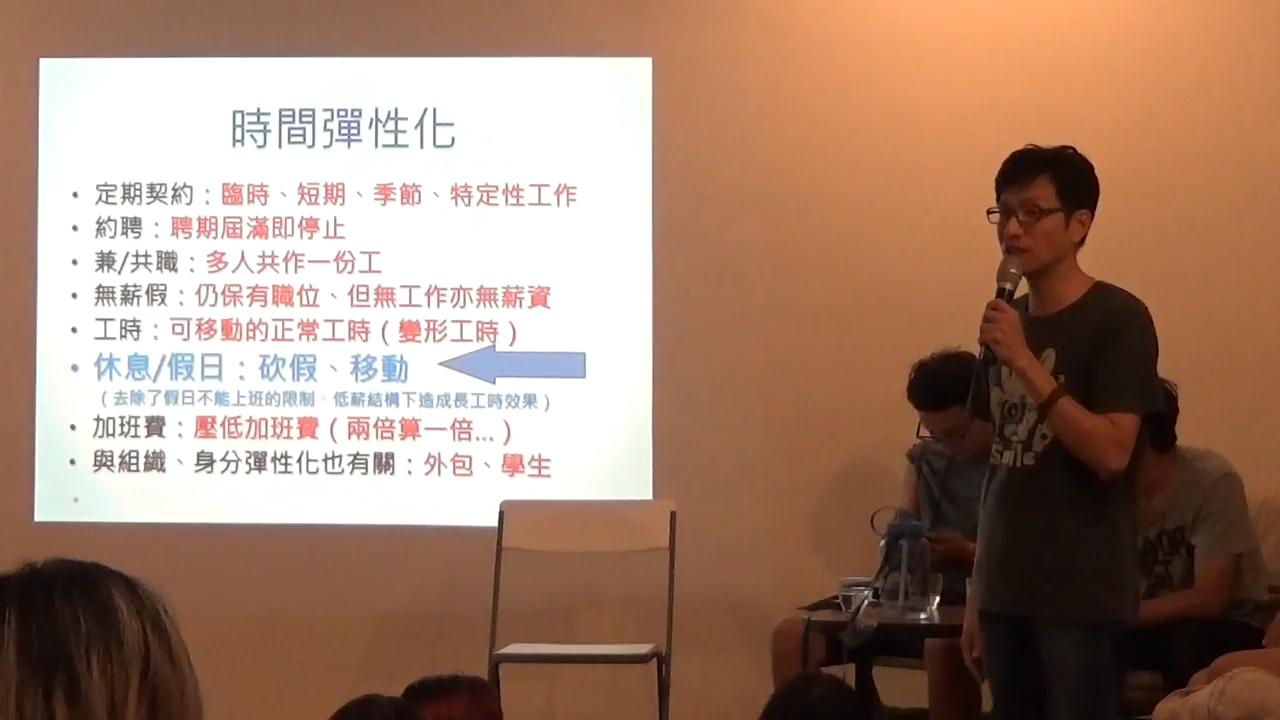 時間彈性化
• 定期契約：臨時、短期、季節、特定性工作
• 約聘：聘期屆滿即停止
• 兼/共職：多人共作一份工
• 無薪假：仍保有職位、但無工作亦無薪資
• 工時：可移動的正常工時（變形工時）
• 休息/假日：砍假、移動
（去除了假日不能上班的限制、低薪結構下造成長工時效果）
• 加班費：壓低加班費（兩倍算一倍...）
• 與組織、身分彈性化也有關：外包、學生